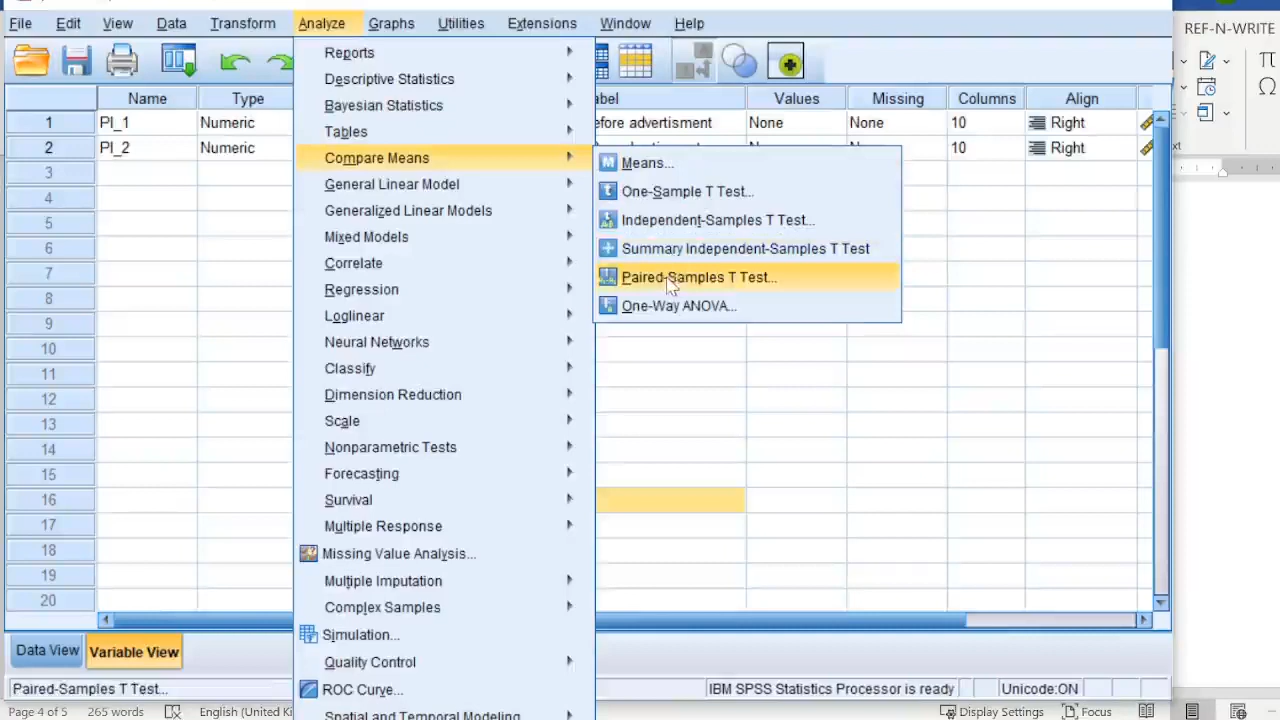 File Edit View Data Transform Analyze Graphs Utilities Extensions Window Help
REF-N-WRITE
Name Type Values Missing Columns Align
1 PI_1 Numeric efore advertisment None None 10 Right
2 PI_2 Numeric 10 Right
3
4
5
6
7
8
9
10
11
12
13
14
15
16
17
18
19
20
Reports
Descriptive Statistics
Bayesian Statistics
Tables
Compare Means
General Linear Model
Generalized Linear Models
Mixed Models
Correlate
Regression
Loglinear
Neural Networks
Classify
Dimension Reduction
Scale
Nonparametric Tests
Forecasting
Survival
Multiple Response
Missing Value Analysis...
Multiple Imputation
Complex Samples
Simulation...
Quality Control
ROC Curve...
Spatial and Temporal Modeling
Means...
One-Sample T Test...
Independent-Samples T Test...
Summary Independent-Samples T Test
Paired-Samples T Test...
One-Way ANOVA...
Data View Variable View
Paired-Samples T Test... IBM SPSS Statistics Processor is ready Unicode:ON
Page 4 of 5 265 words English (United Ki Display Settings Focus